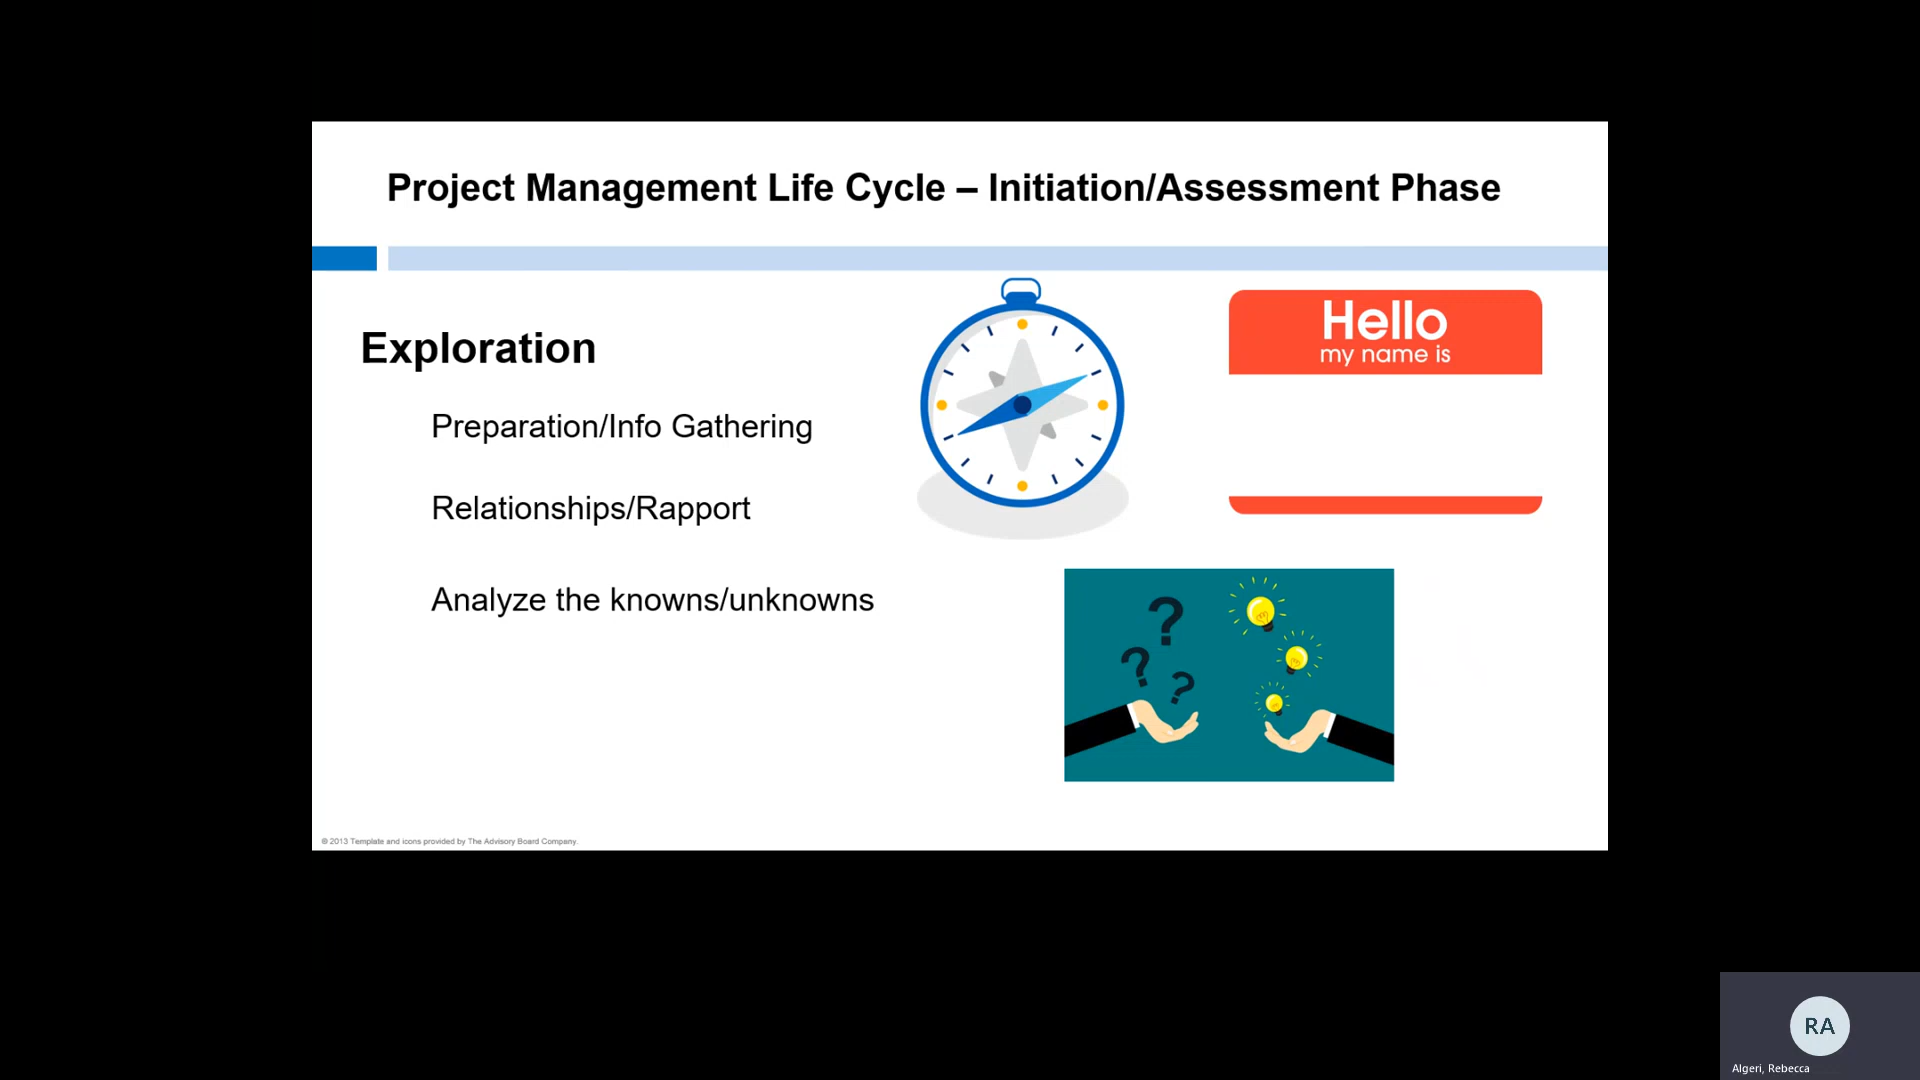 Project Management Life Cycle – Initiation/Assessment Phase
Exploration
Preparation/Info Gathering
Relationships/Rapport
Analyze the knowns/unknowns
Hello
my name is
?
?
?
© 2013 Template and icons provided by The Advisory Board Company.
RA
Algeri, Rebecca